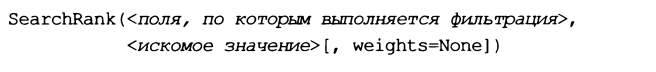 SearchRank(<поля, по которым выполняется фильтрация>,
<искомое значение>[, weights=None])